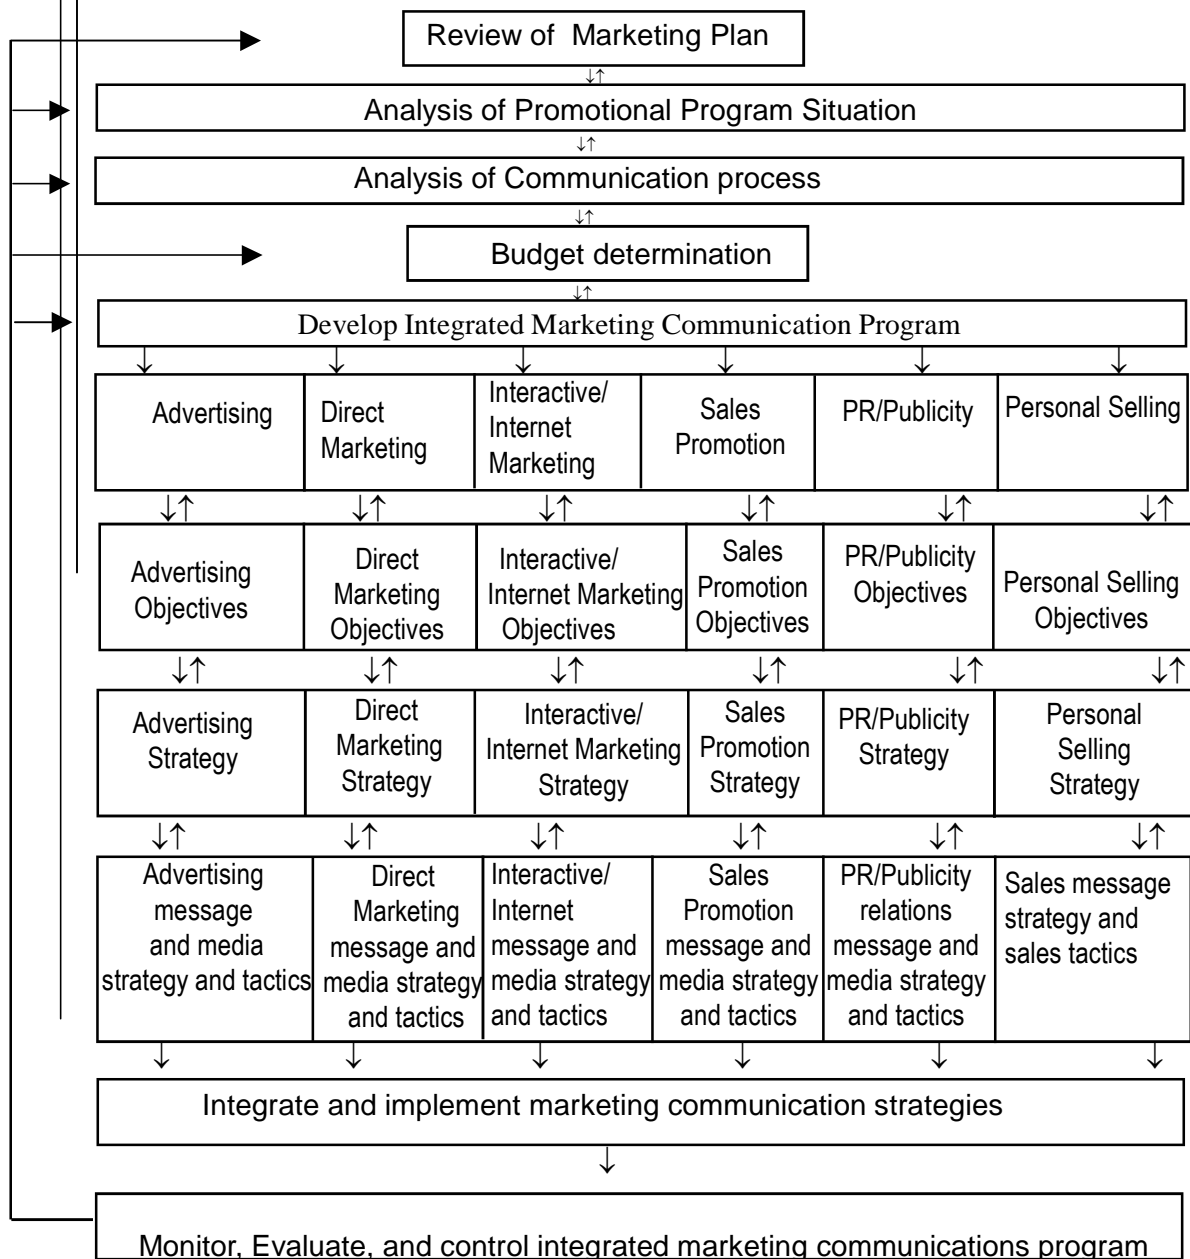 Review of Marketing Plan
↓↑
Analysis of Promotional Program Situation
↓↑
Analysis of Communication process
↓↑
Budget determination
↓↑
Develop Integrated Marketing Communication Program
↓ ↓ ↓ ↓ ↓ ↓
Advertising
Direct
Marketing
Interactive/
Internet
Marketing
Sales
Promotion
PR/Publicity
Personal Selling
↓↑ ↓↑ ↓↑ ↓↑ ↓↑ ↓↑
Advertising
Objectives
Direct
Marketing
Objectives
Interactive/
Internet Marketing
Objectives
Sales
Promotion
Objectives
PR/Publicity
Objectives
Personal Selling
Objectives
↓↑ ↓↑ ↓↑ ↓↑ ↓↑ ↓↑
Advertising
Strategy
Direct
Marketing
Strategy
Interactive/
Internet Marketing
Strategy
Sales
Promotion
Strategy
PR/Publicity
Strategy
Personal
Selling
Strategy
↓↑ ↓↑ ↓↑ ↓↑ ↓↑ ↓↑
Advertising
message
and media
strategy and tactics
Direct
Marketing
message and
media strategy
and tactics
Interactive/
Internet
message and
media strategy
and tactics
Sales
Promotion
message and
media strategy
and tactics
PR/Publicity
relations
message and
media strategy
and tactics
Sales message
strategy and
sales tactics
↓ ↓ ↓ ↓ ↓ ↓
Integrate and implement marketing communication strategies
↓
Monitor, Evaluate, and control integrated marketing communications program